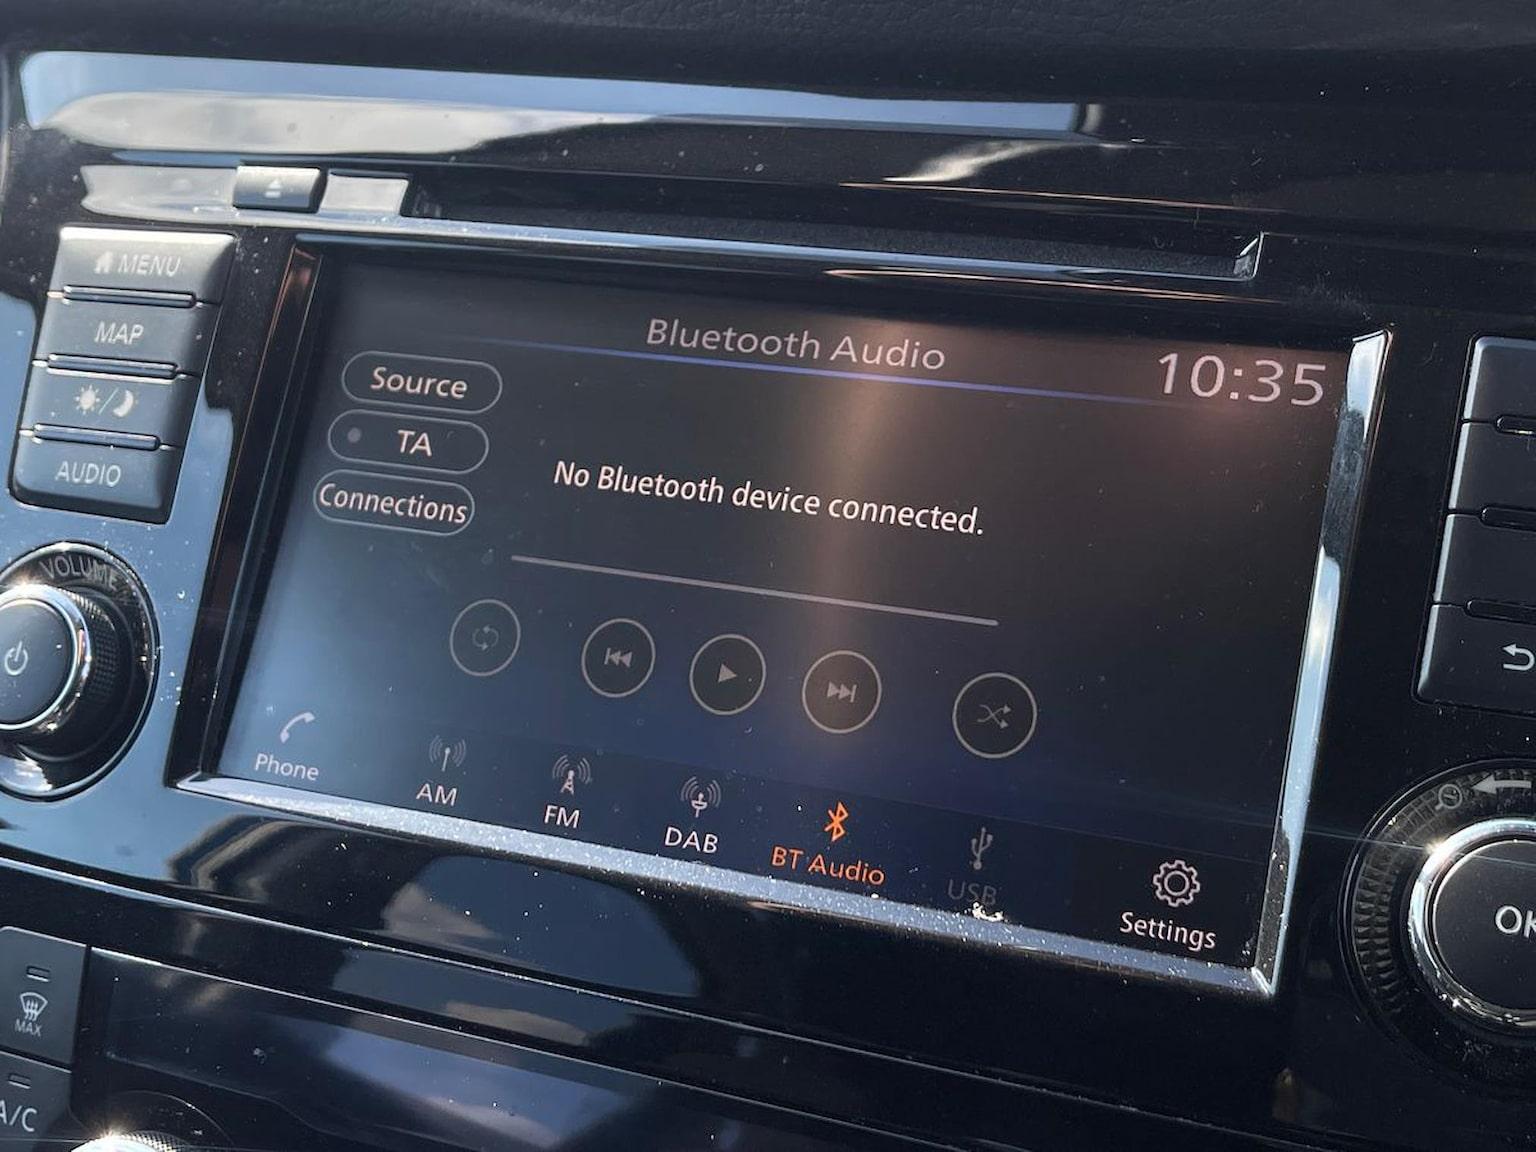 MENU
MAP
AUDIO
VOLUME
Bluetooth Audio
10:35
Source
TA
Connections
No Bluetooth device connected.
Phone
AM
FM
DAB
BT Audio
USB
Settings
OK
MAX
A/C